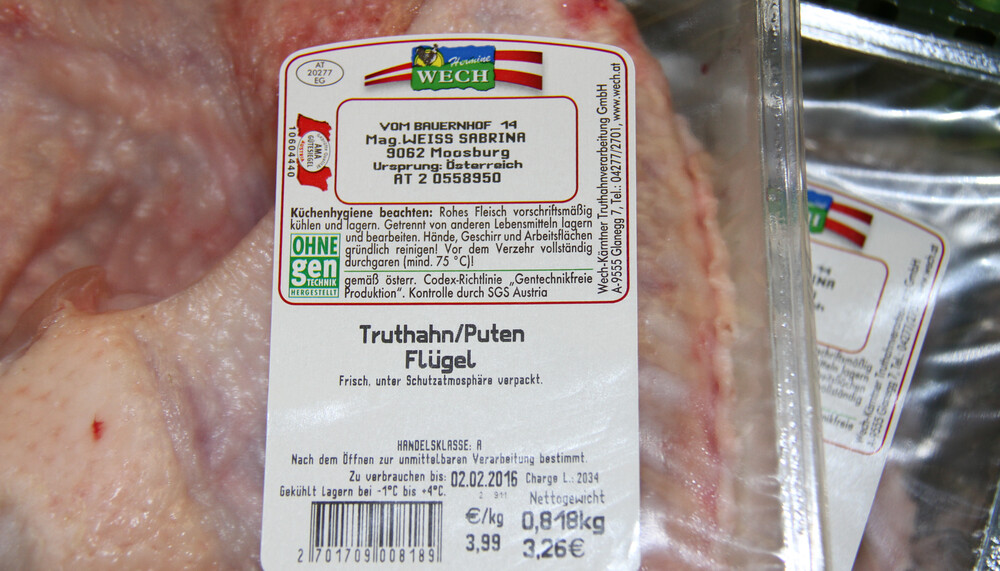 AT
20277
EG
Hermine
WECH
10604440
AMA
GÜTESIEGEL
VOM BAUERNHOF 14
Mag.WEISS SABRINA
9062 Moosburg
Ursprung: Österreich
AT 2 0558950
Küchenhygiene beachten: Rohes Fleisch vorschriftsmäßig
kühlen und lagern. Getrennt von anderen Lebensmitteln lagern
und bearbeiten. Hände, Geschirr und Arbeitsflächen
gründlich reinigen! Vor dem Verzehr vollständig
durchgaren (mind. 75 °C)!
OHNE
gen
TECHNIK
HERGESTELLT
gemäß österr. Codex-Richtlinie „Gentechnikfreie
Produktion“. Kontrolle durch SGS Austria
Wech-Kärntner Truthahnverarbeitung GmbH
A-9555 Glanegg 7, Tel.: 04277/2701, www.wech.at
Truthahn/Puten
Flügel
Frisch, unter Schutzatmosphäre verpackt.
HANDELSKLASSE: A
Nach dem Öffnen zur unmittelbaren Verarbeitung bestimmt.
Zu verbrauchen bis: 02.02.2016 Charge L.: 2034
Gekühlt lagern bei -1°C bis +4°C.
Nettogewicht
€/kg 0,818kg
3,99 3,26€
2 701709 008189